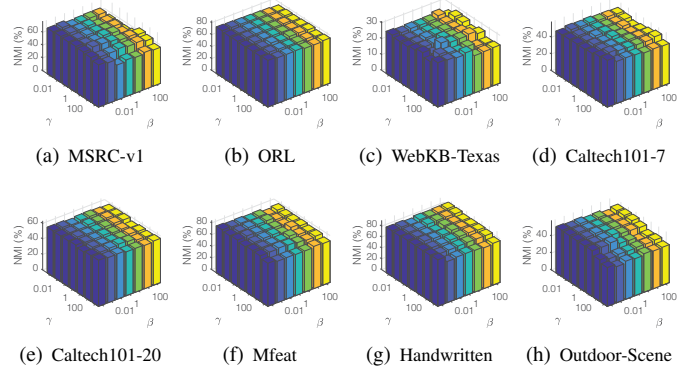 NMI (%)
60
40
20
0
0.01
1
100
γ
0.01
1
100
β
(a) MSRC-v1
NMI (%)
80
60
40
20
0
0.01
1
100
γ
0.01
1
100
β
(b) ORL
NMI (%)
30
20
10
0
0.01
1
100
γ
0.01
1
100
β
(c) WebKB-Texas
NMI (%)
40
20
0
0.01
1
100
γ
0.01
1
100
β
(d) Caltech101-7
NMI (%)
60
40
20
0
0.01
1
100
γ
0.01
1
100
β
(e) Caltech101-20
NMI (%)
80
60
40
20
0
0.01
1
100
γ
0.01
1
100
β
(f) Mfeat
NMI (%)
80
60
40
20
0
0.01
1
100
γ
0.01
1
100
β
(g) Handwritten
NMI (%)
40
20
0
0.01
1
100
γ
0.01
1
100
β
(h) Outdoor-Scene